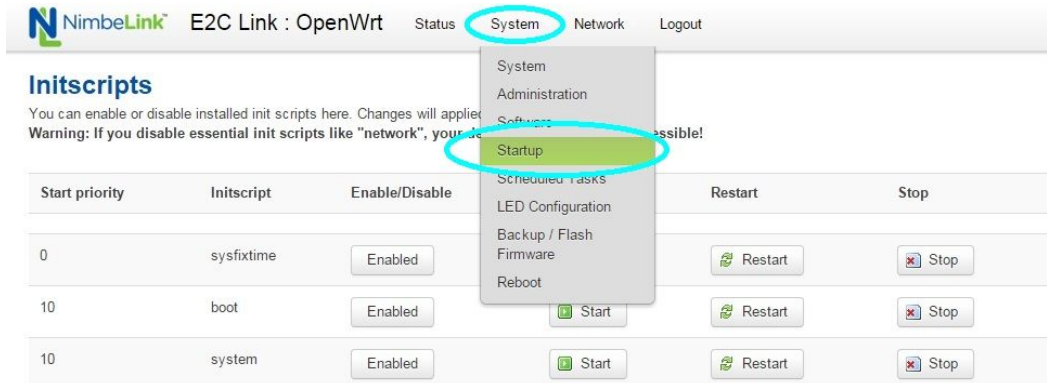 NimbeLink™ E2C Link : OpenWrt Status System Network Logout
System
Administration
Software
Startup
Scheduled Tasks
LED Configuration
Backup / Flash
Firmware
Reboot
Initscripts
You can enable or disable installed init scripts here. Changes will applied
Warning: If you disable essential init scripts like "network", your
Start priority Initscript Enable/Disable Restart Stop
0 sysfixtime Enabled Restart Stop
10 boot Enabled Start Restart Stop
10 system Enabled Start Restart Stop